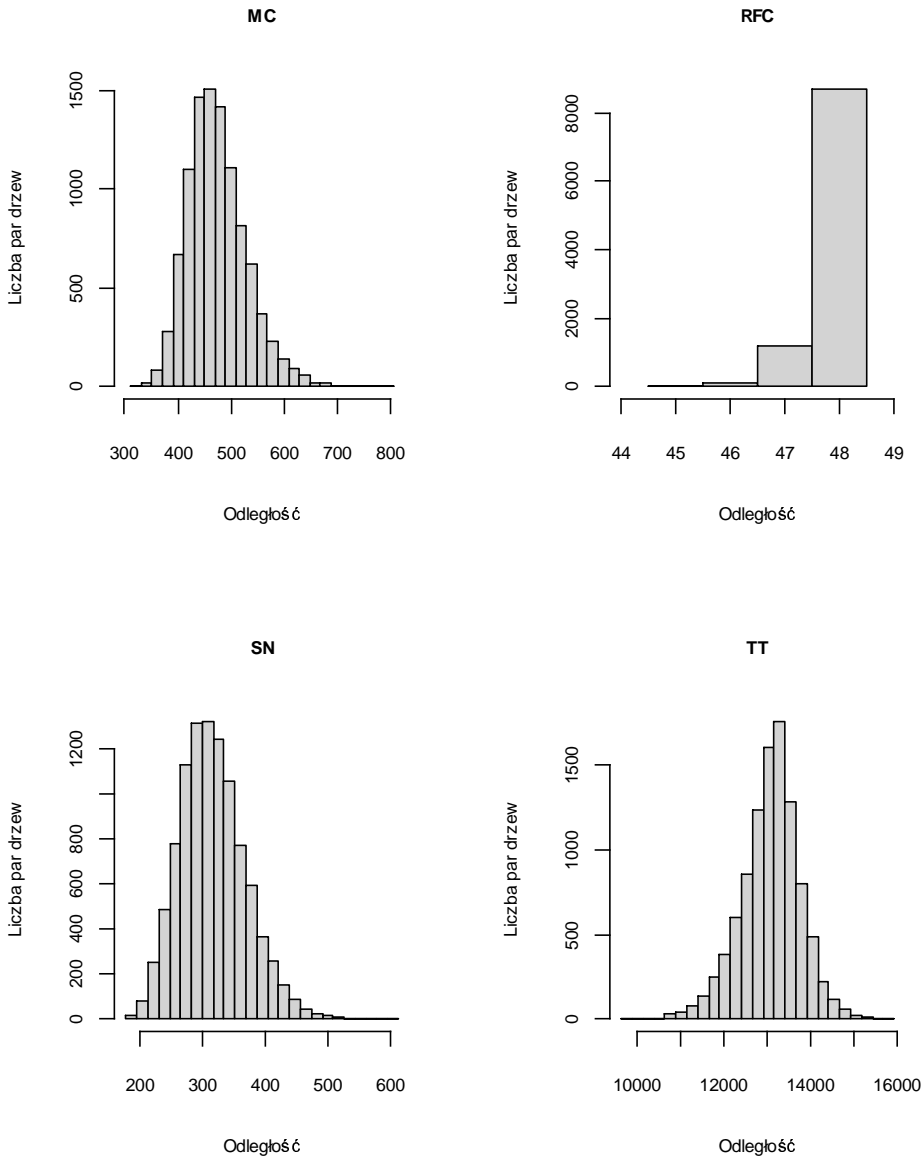 MC
Liczba par drzew
1500
1000
500
0
300 400 500 600 700 800
Odległość
RFC
Liczba par drzew
8000
6000
4000
2000
0
44 45 46 47 48 49
Odległość
SN
Liczba par drzew
1200
800
600
400
200
0
200 300 400 500 600
Odległość
TT
Liczba par drzew
1500
1000
500
0
10000 12000 14000 16000
Odległość